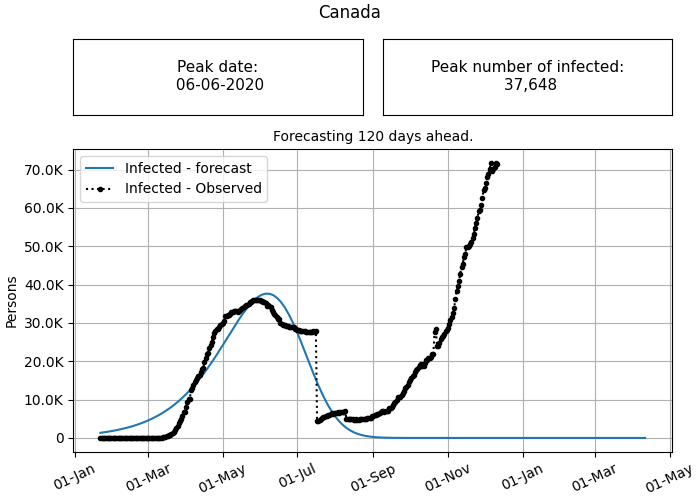 Canada
Peak date:
06-06-2020
Peak number of infected:
37,648
Forecasting 120 days ahead.
Infected - forecast
Infected - Observed
70.0K
60.0K
50.0K
40.0K
30.0K
20.0K
10.0K
0
Persons
01-Jan 01-Mar 01-May 01-Jul 01-Sep 01-Nov 01-Jan 01-Mar 01-May